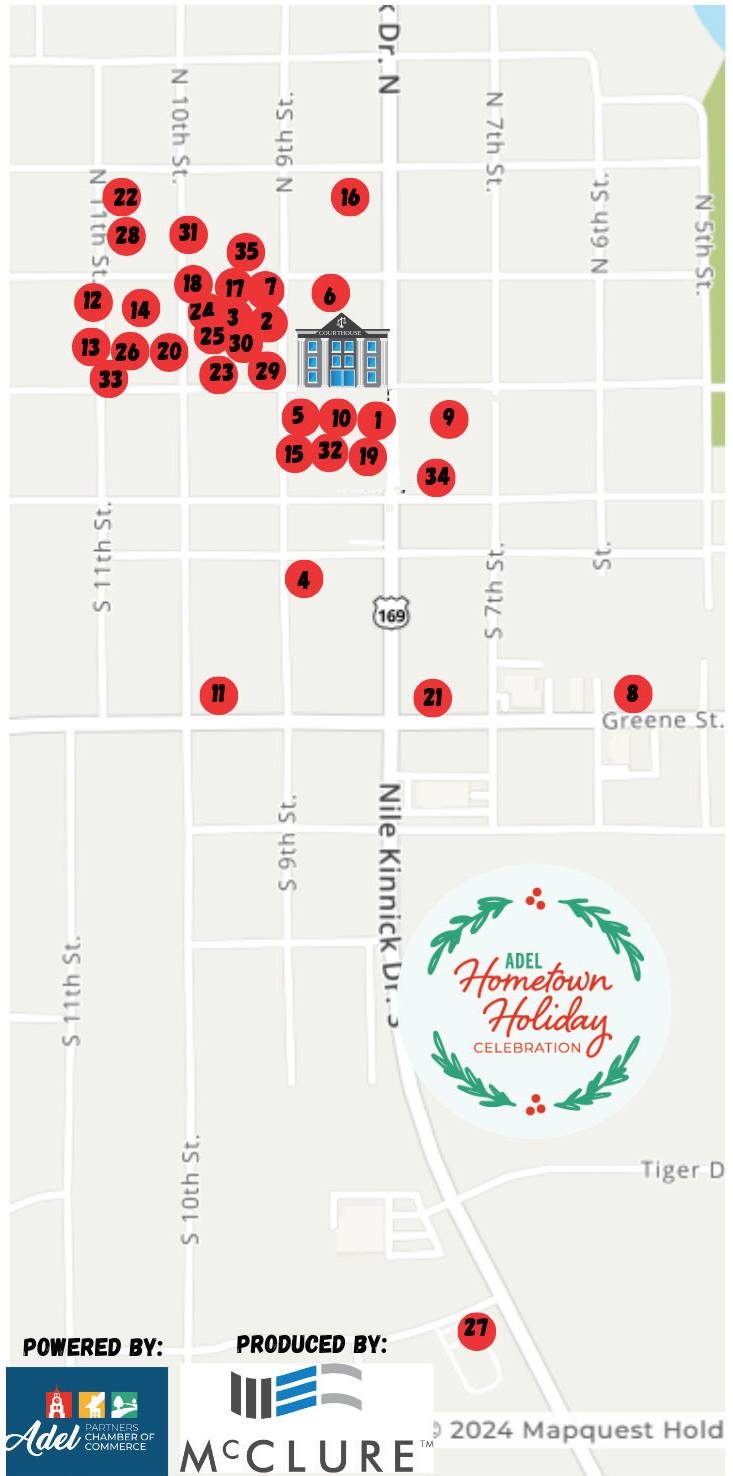 k Dr. N
N 10th St.
N 9th St.
N 7th St.
N 11th St.
N 6th St.
N 5th St.
22
16
28
31
35
18
17
7
6
12
14
24
3
2
COURTHOUSE
25
30
13
26
20
23
29
33
5
10
1
9
15
32
19
34
S 11th St.
S 7th St.
St.
4
169
11
21
8
Greene St.
S 9th St.
Nile Kinnick Dr. S
S 11th St.
ADEL
Hometown
Holiday
CELEBRATION
S 10th St.
Tiger D
27
POWERED BY:
PRODUCED BY:
Adel
PARTNERS
CHAMBER OF
COMMERCE
McCLURE™
© 2024 Mapquest Hold